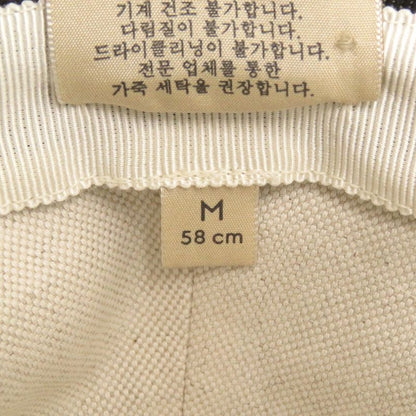 기계 건조 불가합니다.
다림질이 불가합니다.
드라이클리닝이 불가합니다.
전문 업체를 통한
가죽 세탁을 권장합니다.
M
58 cm